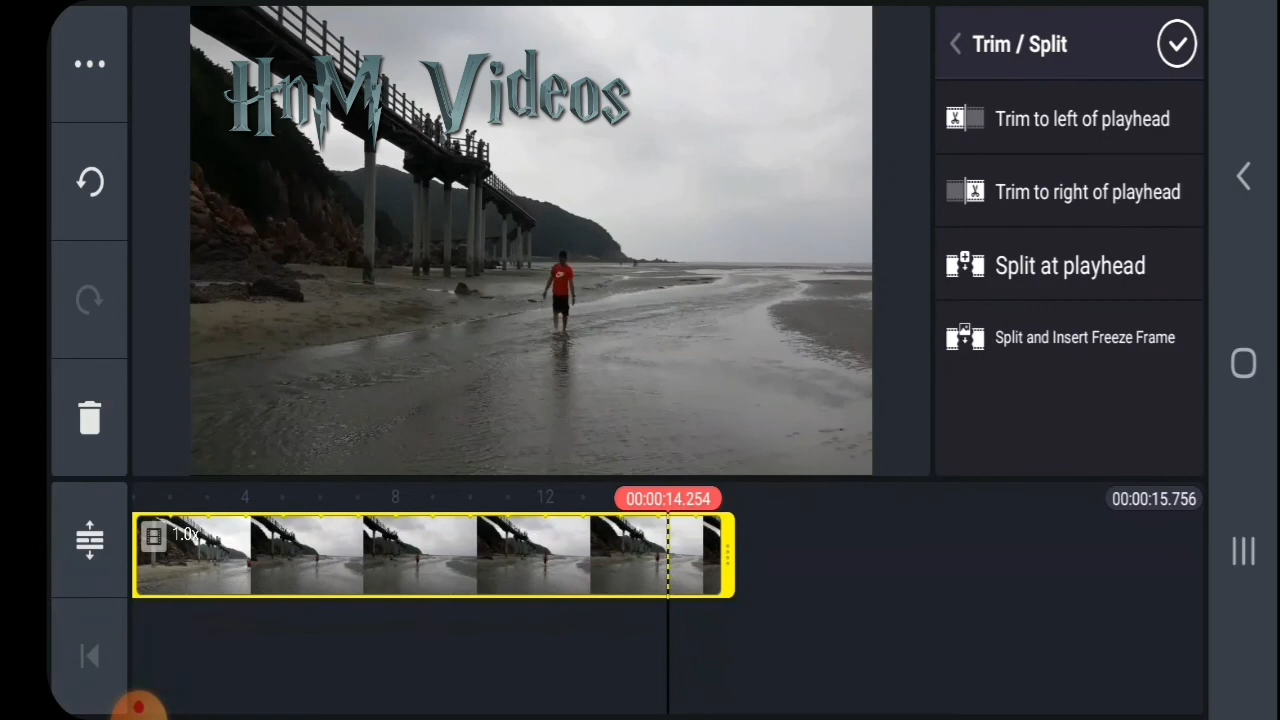 HnM Videos
Trim / Split
Trim to left of playhead
Trim to right of playhead
Split at playhead
Split and Insert Freeze Frame
4 8 12 00:00:14.254 00:00:15.756
1.0x